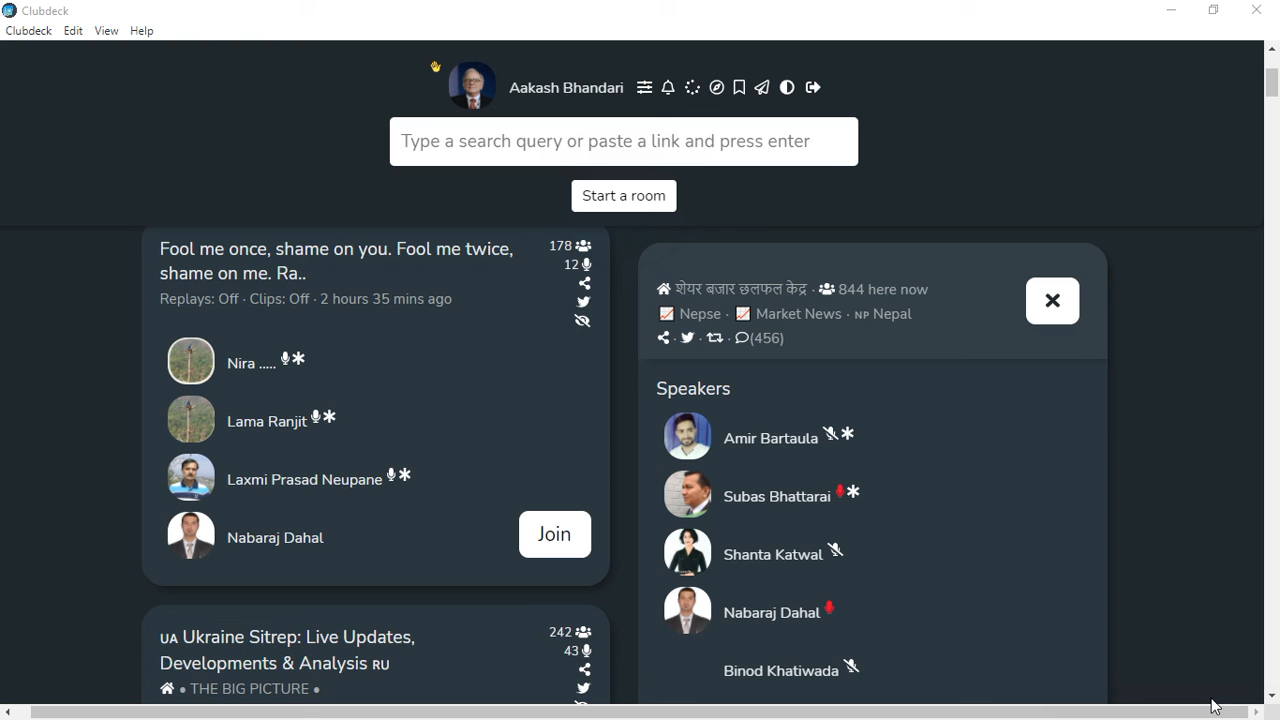 Clubdeck
Clubdeck Edit View Help
Aakash Bhandari
Type a search query or paste a link and press enter
Start a room
Fool me once, shame on you. Fool me twice,
shame on me. Ra..
Replays: Off · Clips: Off · 2 hours 35 mins ago
178
12
Nira .....
Lama Ranjit
Laxmi Prasad Neupane
Nabaraj Dahal
Join
UA Ukraine Sitrep: Live Updates,
Developments & Analysis RU
• THE BIG PICTURE •
242
43
शेयर बजार छलफल केद्र · 844 here now
Nepse · Market News · NP Nepal
· · · (456)
Speakers
Amir Bartaula
Subas Bhattarai
Shanta Katwal
Nabaraj Dahal
Binod Khatiwada